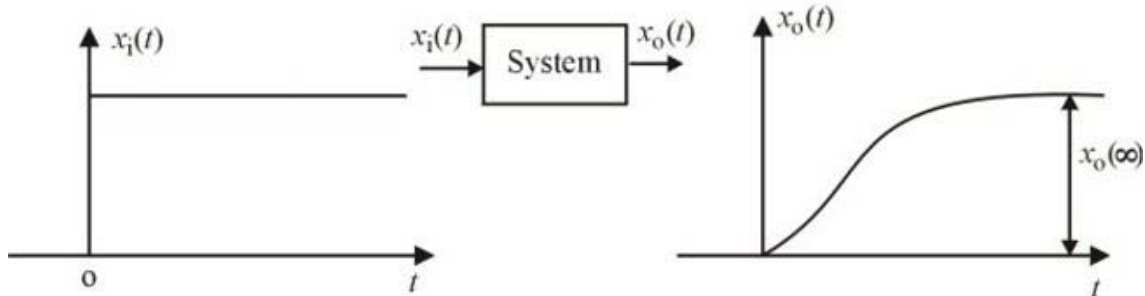 xᵢ(t)
o
t
xᵢ(t)
System
xₒ(t)
xₒ(t)
xₒ(∞)
t